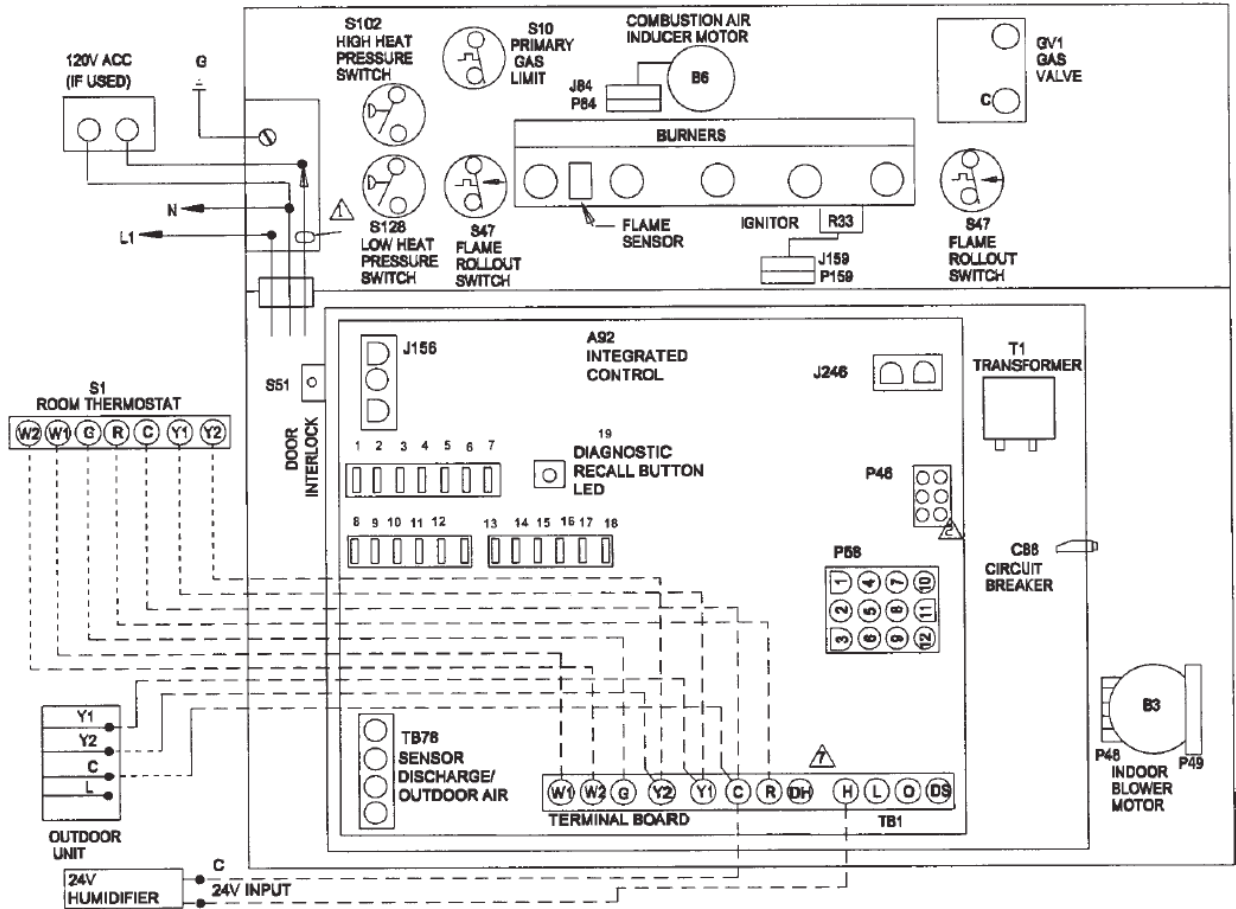 S102
HIGH HEAT
PRESSURE
SWITCH
S10
PRIMARY
GAS
LIMIT
COMBUSTION AIR
INDUCER MOTOR
B6
J84
P84
GV1
GAS
VALVE
C
120V ACC
(IF USED)
G
BURNERS
N
L1
1
S128
LOW HEAT
PRESSURE
SWITCH
S47
FLAME
ROLLOUT
SWITCH
FLAME
SENSOR
IGNITOR
R33
J159
P159
S47
FLAME
ROLLOUT
SWITCH
J156
A92
INTEGRATED
CONTROL
J246
T1
TRANSFORMER
S51
DOOR
INTERLOCK
S1
ROOM THERMOSTAT
W2 W1 G R C Y1 Y2
1 2 3 4 5 6 7
19
DIAGNOSTIC
RECALL BUTTON
LED
P46
2
8 9 10 11 12
13 14 15 16 17 18
P58
1 4 7 10
2 5 8 11
3 6 9 12
C86
CIRCUIT
BREAKER
B3
P48
P49
INDOOR
BLOWER
MOTOR
Y1
Y2
C
L
OUTDOOR
UNIT
TB78
SENSOR
DISCHARGE/
OUTDOOR AIR
7
W1 W2 G Y2 Y1 C R DH H L O DS
TERMINAL BOARD
TB1
C
24V
HUMIDIFIER
24V INPUT